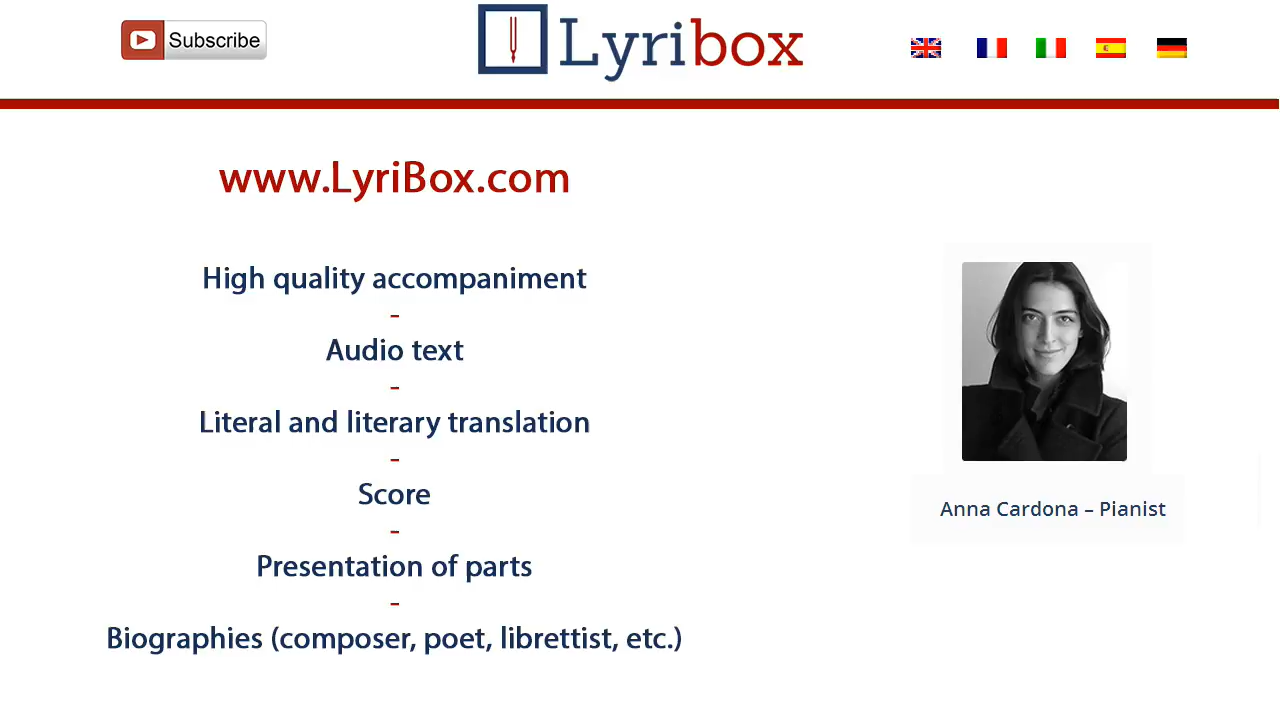 Subscribe
Lyribox
www.LyriBox.com
High quality accompaniment
-
Audio text
-
Literal and literary translation
-
Score
-
Presentation of parts
-
Biographies (composer, poet, librettist, etc.)
Anna Cardona – Pianist